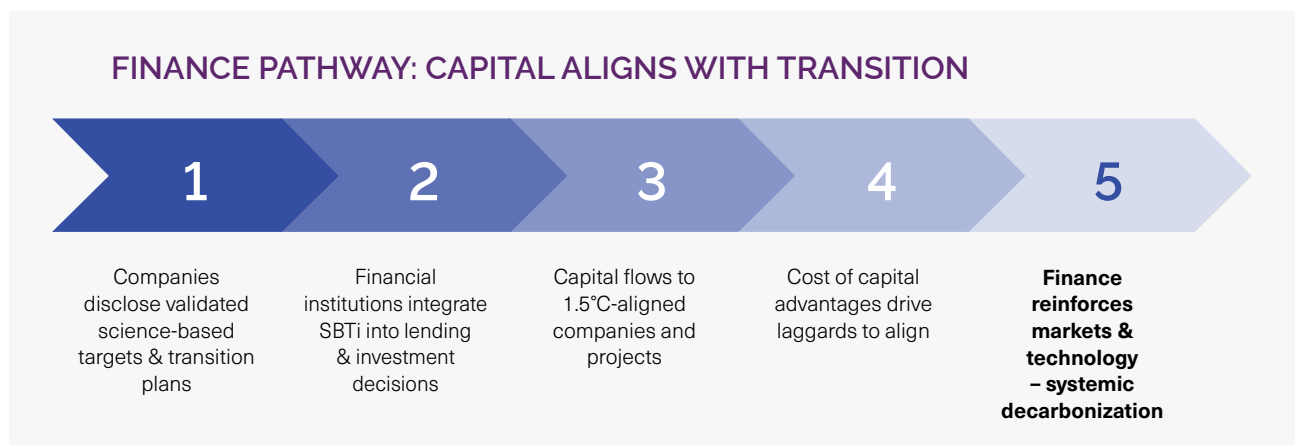 FINANCE PATHWAY: CAPITAL ALIGNS WITH TRANSITION
1
2
3
4
5
Companies
disclose validated
science-based
targets & transition
plans
Financial
institutions integrate
SBTi into lending
& investment
decisions
Capital flows to
1.5°C-aligned
companies and
projects
Cost of capital
advantages drive
laggards to align
Finance
reinforces
markets &
technology
– systemic
decarbonization